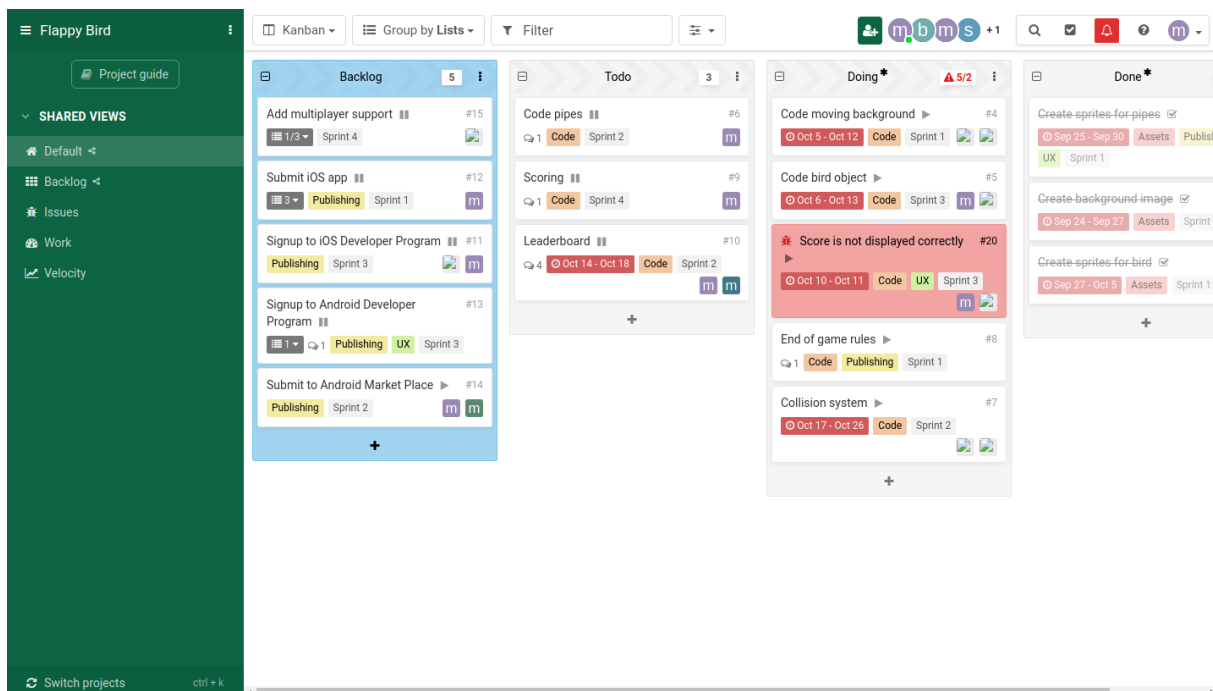 Flappy Bird
Project guide
SHARED VIEWS
Default
Backlog
Issues
Work
Velocity
Switch projects ctrl + k
Kanban
Group by Lists
Filter
m b m s +1
m
Backlog 5
Add multiplayer support #15
1/3 Sprint 4
Submit iOS app #12
3 Publishing Sprint 1 m
Signup to iOS Developer Program #11
Publishing Sprint 3 m
Signup to Android Developer #13
Program
1 1 Publishing UX Sprint 3
Submit to Android Market Place #14
Publishing Sprint 2 m m
+
Todo 3
Code pipes #6
1 Code Sprint 2 m
Scoring #9
1 Code Sprint 4 m
Leaderboard #10
4 Oct 14 - Oct 18 Code Sprint 2
m m
+
Doing* 5/2
Code moving background #4
Oct 5 - Oct 12 Code Sprint 1
Code bird object #5
Oct 6 - Oct 13 Code Sprint 3 m
Score is not displayed correctly #20
Oct 10 - Oct 11 Code UX Sprint 3
m
End of game rules #8
1 Code Publishing Sprint 1
Collision system #7
Oct 17 - Oct 26 Code Sprint 2
+
Done*
Create sprites for pipes
Sep 25 - Sep 30 Assets Publis
UX Sprint 1
Create background image
Sep 24 - Sep 27 Assets Sprint
Create sprites for bird
Sep 27 - Oct 5 Assets Sprint 1
+